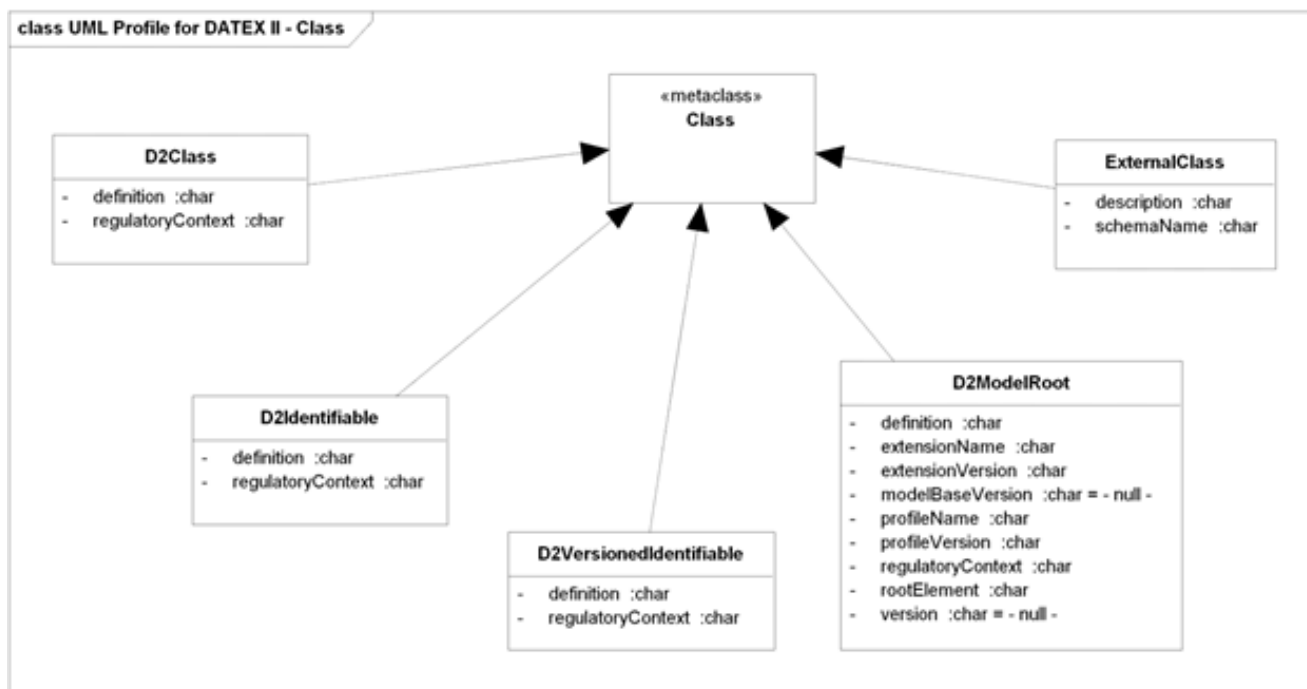 class UML Profile for DATEX II - Class
«metaclass»
Class
D2Class
- definition :char
- regulatoryContext :char
ExternalClass
- description :char
- schemaName :char
D2Identifiable
- definition :char
- regulatoryContext :char
D2VersionedIdentifiable
- definition :char
- regulatoryContext :char
D2ModelRoot
- definition :char
- extensionName :char
- extensionVersion :char
- modelBaseVersion :char = - null -
- profileName :char
- profileVersion :char
- regulatoryContext :char
- rootElement :char
- version :char = - null -